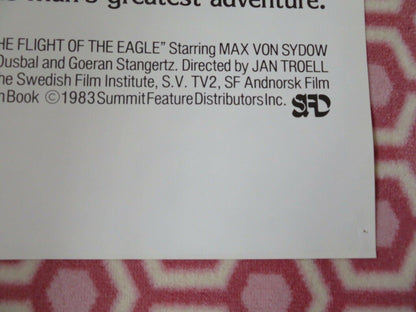 man's greatest adventure.
HE FLIGHT OF THE EAGLE" Starring MAX VON SYDOW
Dusbal and Goeran Stangertz. Directed by JAN TROELL
he Swedish Film Institute, S.V. TV2, SF Andnorsk Film
nBook ©1983 Summit Feature Distributors Inc. SFD